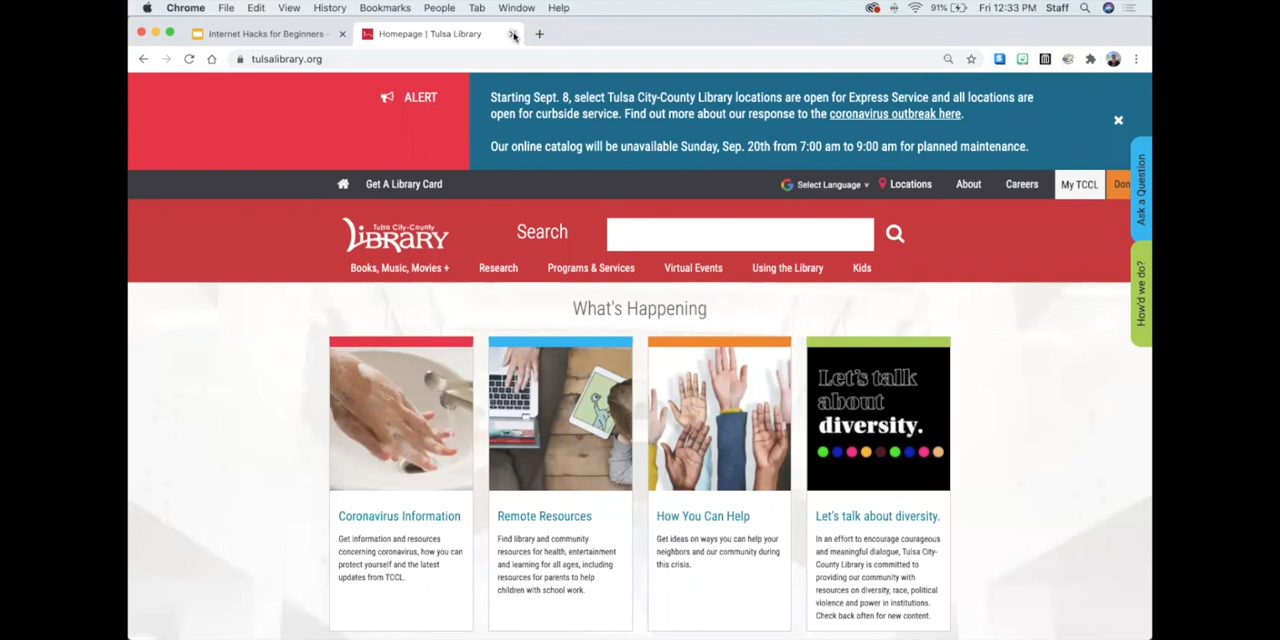 Chrome File Edit View History Bookmarks People Tab Window Help 91% Fri 12:33 PM Staff
Internet Hacks for Beginners - Homepage | Tulsa Library
tulsalibrary.org
ALERT
Starting Sept. 8, select Tulsa City-County Library locations are open for Express Service and all locations are
open for curbside service. Find out more about our response to the coronavirus outbreak here.
Our online catalog will be unavailable Sunday, Sep. 20th from 7:00 am to 9:00 am for planned maintenance.
Ask a Question
Get A Library Card Select Language Locations About Careers My TCCL Don
Tulsa City-County
LIBRARY
Search
Books, Music, Movies + Research Programs & Services Virtual Events Using the Library Kids
How'd we do?
What's Happening
Let's talk
about
diversity.
Coronavirus Information
Get information and resources
concerning coronavirus, how you can
protect yourself and the latest
updates from TCCL.
Remote Resources
Find library and community
resources for health, entertainment
and learning for all ages, including
resources for parents to help
children with school work.
How You Can Help
Get ideas on ways you can help your
neighbors and our community during
this crisis.
Let's talk about diversity.
In an effort to encourage courageous
and meaningful dialogue, Tulsa City-
County Library is committed to
providing our community with
resources on diversity, race, political
violence and power in institutions.
Check back often for new content.